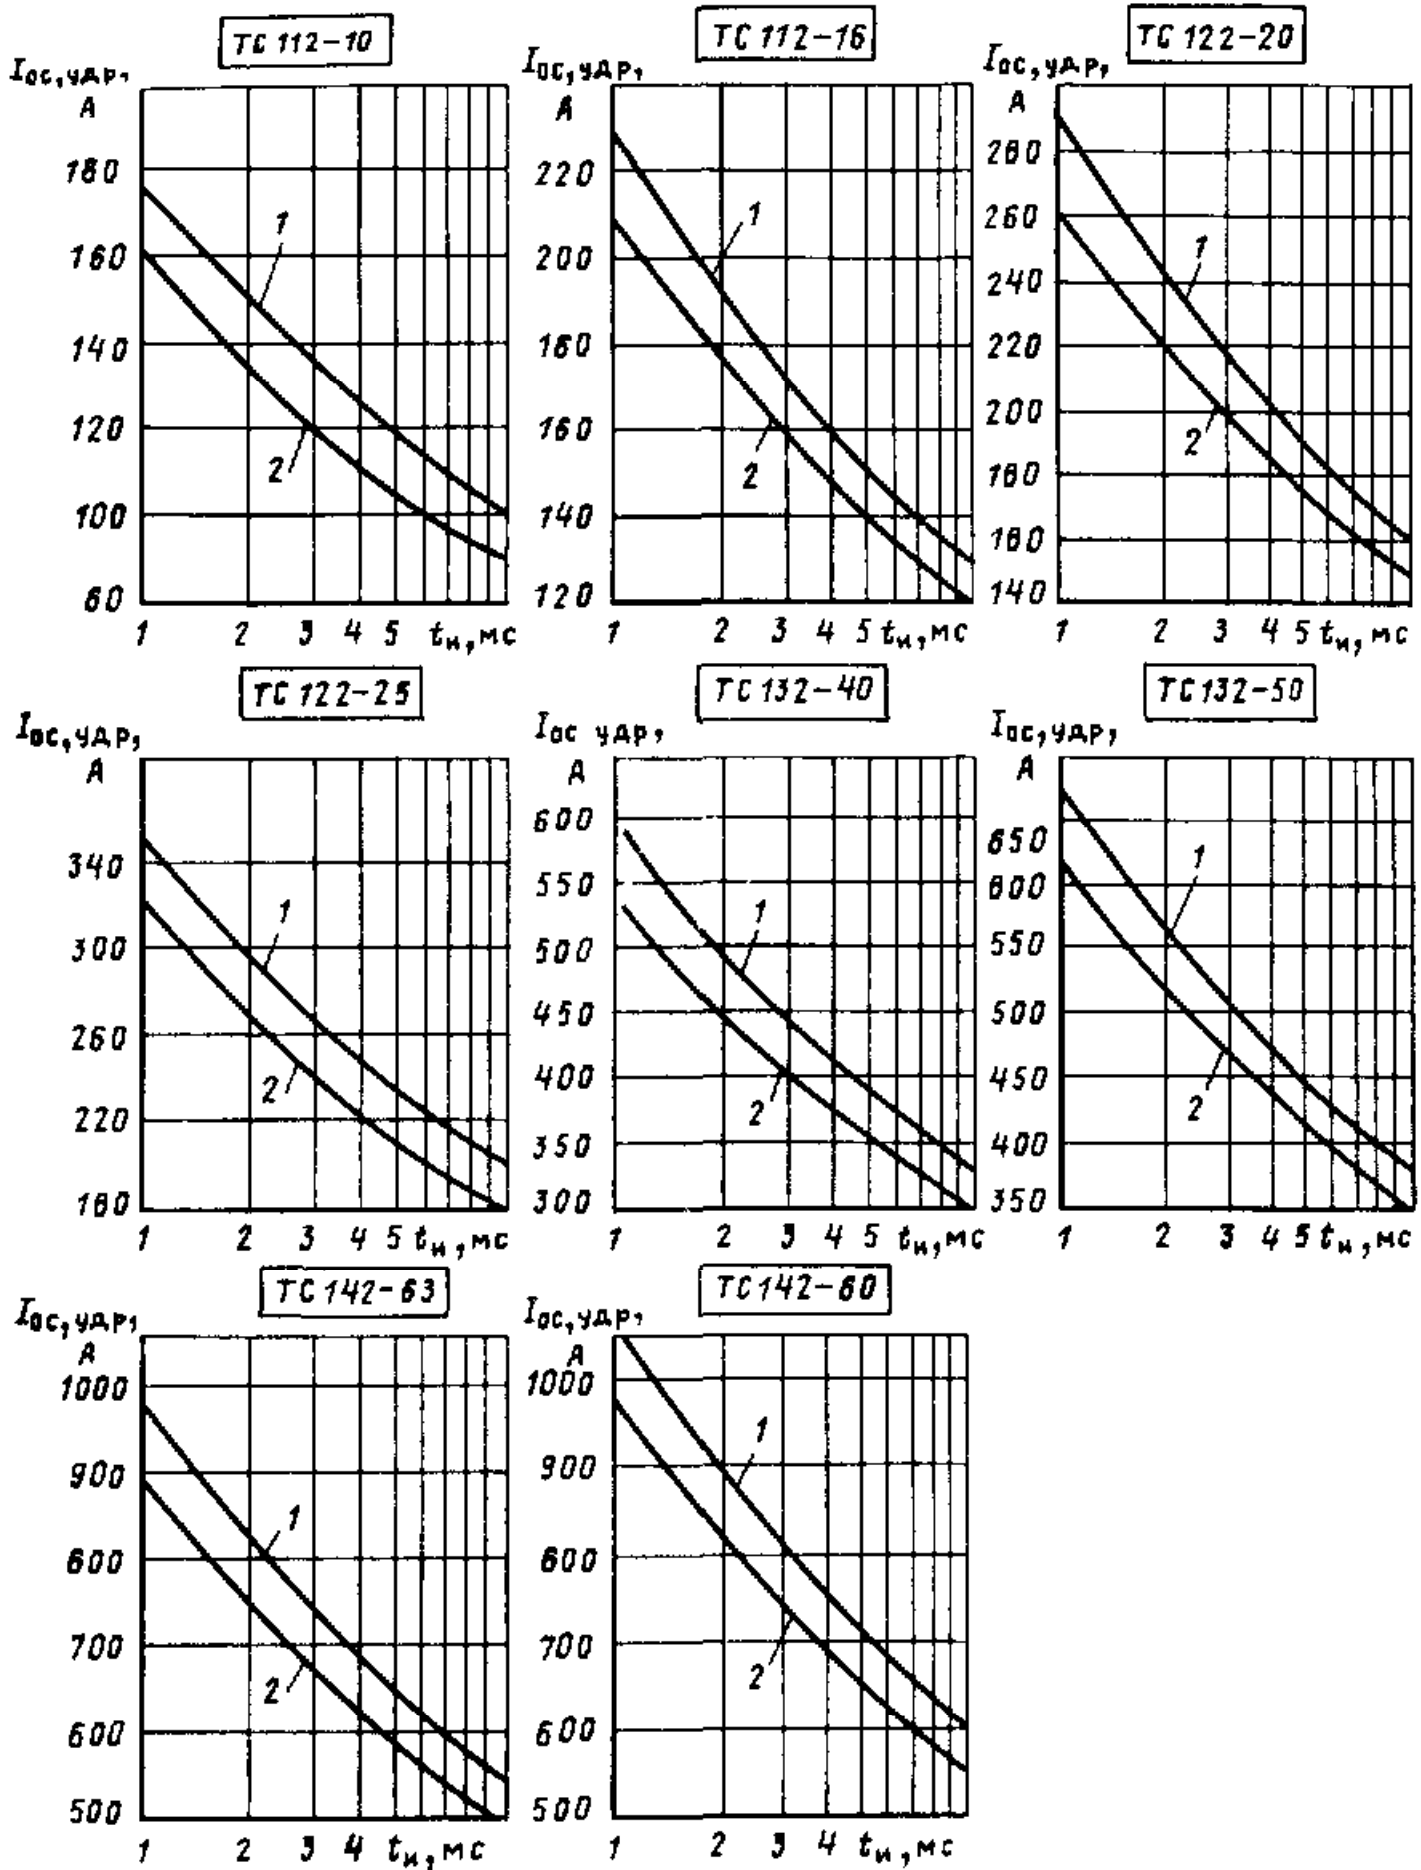 ТС 112-10
Iос,удр,
А
180
160
140
120
100
80
1
2
1 2 3 4 5 tи, мс
ТС 112-16
Iос,удр,
А
220
200
180
160
140
120
1
2
1 2 3 4 5 tи, мс
ТС 122-20
Iос,удр,
А
280
260
240
220
200
180
160
140
1
2
1 2 3 4 5 tи, мс
ТС 122-25
Iос,удр,
А
340
300
260
220
180
1
2
1 2 3 4 5 tи, мс
ТС 132-40
Iос удр,
А
600
550
500
450
400
350
300
1
2
1 2 3 4 5 tи, мс
ТС 132-50
Iос,удр,
А
650
600
550
500
450
400
350
1
2
1 2 3 4 5 tи, мс
ТС 142-63
Iос,удр,
А
1000
900
800
700
600
500
1
2
1 2 3 4 tи, мс
ТС 142-80
Iос,удр,
А
1000
900
800
700
600
500
1
2
1 2 3 4 tи, мс